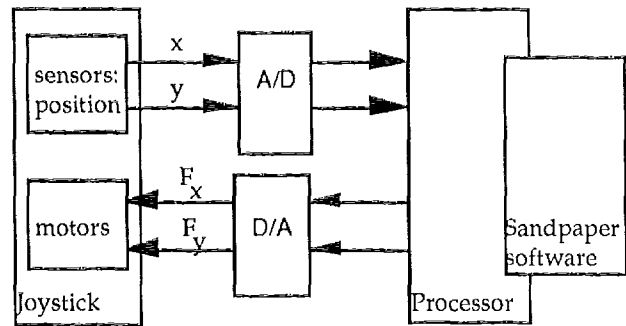 x
sensors:
position
y
A/D
F
x
motors
F
y
D/A
Sandpaper
software
Joystick
Processor